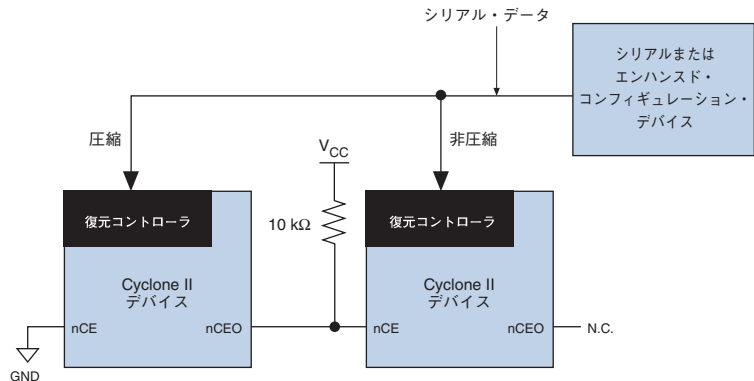 シリアル・データ
シリアルまたは
エンハンスド・
コンフィギュレーション・
デバイス
圧縮
VCC
非圧縮
復元コントローラ
10 kΩ
復元コントローラ
Cyclone II
デバイス
Cyclone II
デバイス
nCE
nCEO
nCE
nCEO
N.C.
GND